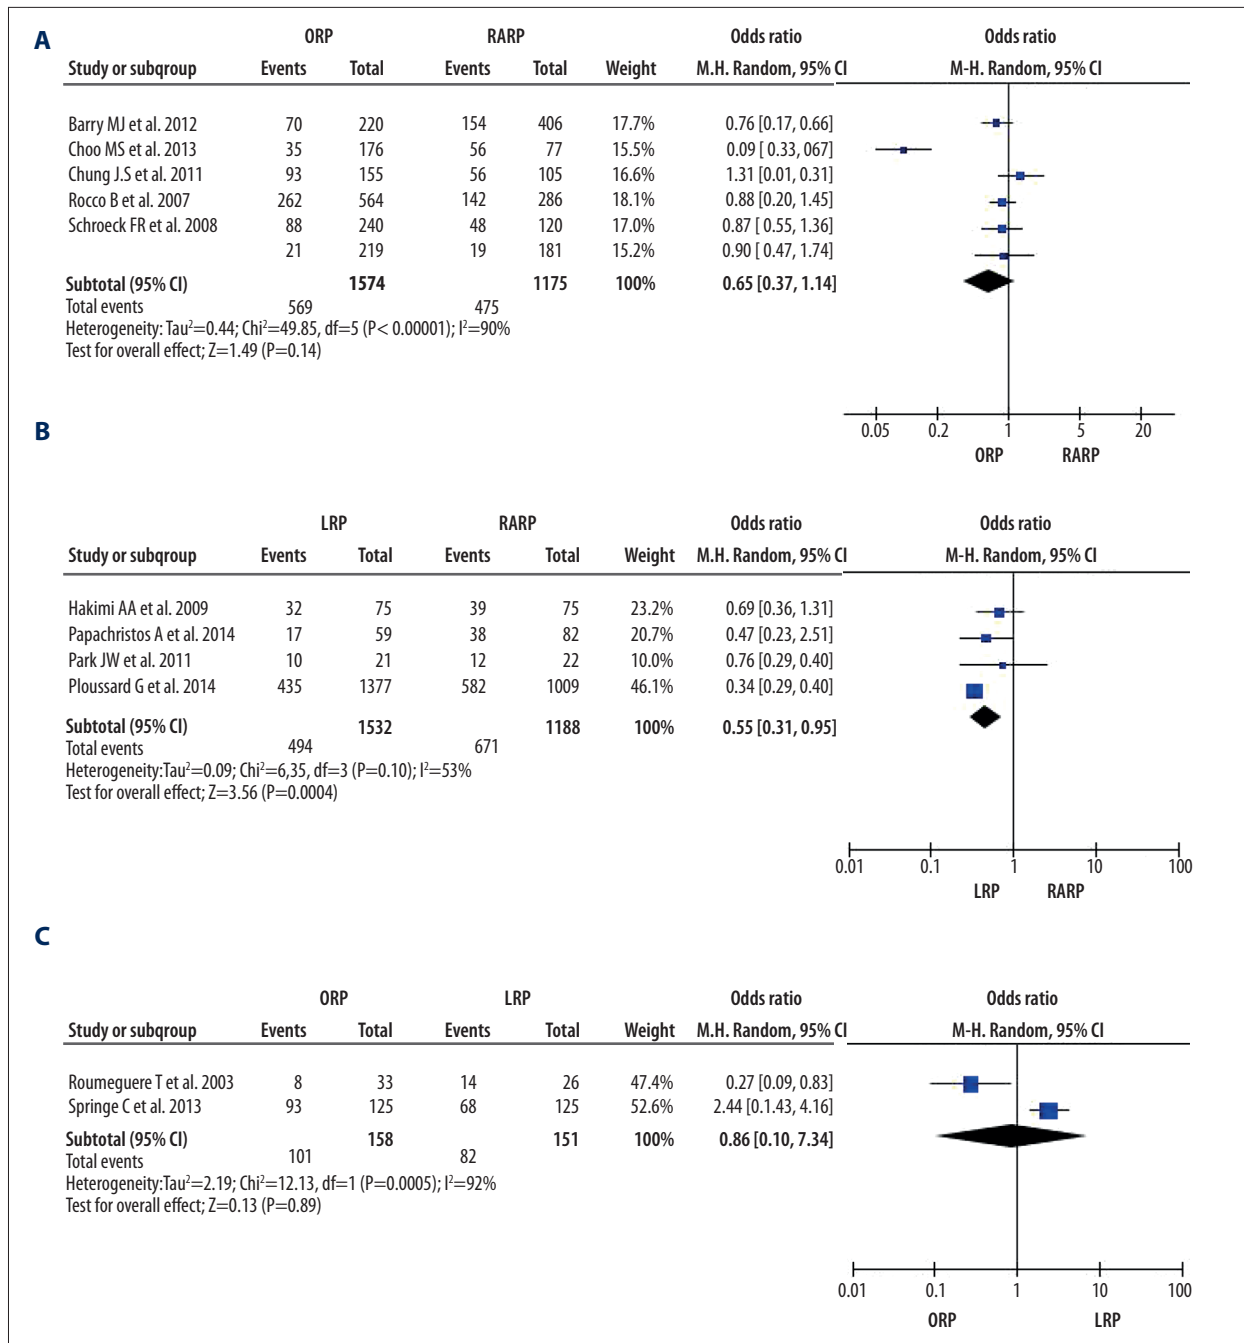 A
ORP RARP Odds ratio Odds ratio
Study or subqroup Events Total Events Total Weight M.H. Random, 95% CI M-H. Random, 95% CI
Barry MJ et al. 2012 70 220 154 406 17.7% 0.76 [0.17, 0.66]
Choo MS et al. 2013 35 176 56 77 15.5% 0.09 [ 0.33, 067]
Chung J.S et al. 2011 93 155 56 105 16.6% 1.31 [0.01, 0.31]
Rocco B et al. 2007 262 564 142 286 18.1% 0.88 [0.20, 1.45]
Schroeck FR et al. 2008 88 240 48 120 17.0% 0.87 [ 0.55, 1.36]
21 219 19 181 15.2% 0.90 [0.47, 1.74]
Subtotal (95% CI) 1574 1175 100% 0.65 [0.37, 1.14]
Total events 569 475
Heterogeneity: Tau²=0.44; Chi²=49.85, df=5 (P< 0.00001); I²=90%
Test for overall effect; Z=1.49 (P=0.14)
0.05 0.2 1 5 20
ORP RARP
B
LRP RARP Odds ratio Odds ratio
Study or subqroup Events Total Events Total Weight M.H. Random, 95% CI M-H. Random, 95% CI
Hakimi AA et al. 2009 32 75 39 75 23.2% 0.69 [0.36, 1.31]
Papachristos A et al. 2014 17 59 38 82 20.7% 0.47 [0.23, 2.51]
Park JW et al. 2011 10 21 12 22 10.0% 0.76 [0.29, 0.40]
Ploussard G et al. 2014 435 1377 582 1009 46.1% 0.34 [0.29, 0.40]
Subtotal (95% CI) 1532 1188 100% 0.55 [0.31, 0.95]
Total events 494 671
Heterogeneity:Tau²=0.09; Chi²=6,35, df=3 (P=0.10); I²=53%
Test for overall effect; Z=3.56 (P=0.0004)
0.01 0.1 1 10 100
LRP RARP
C
ORP LRP Odds ratio Odds ratio
Study or subqroup Events Total Events Total Weight M.H. Random, 95% CI M-H. Random, 95% CI
Roumeguere T et al. 2003 8 33 14 26 47.4% 0.27 [0.09, 0.83]
Springe C et al. 2013 93 125 68 125 52.6% 2.44 [0.1.43, 4.16]
Subtotal (95% CI) 158 151 100% 0.86 [0.10, 7.34]
Total events 101 82
Heterogeneity:Tau²=2.19; Chi²=12.13, df=1 (P=0.0005); I²=92%
Test for overall effect; Z=0.13 (P=0.89)
0.01 0.1 1 10 100
ORP LRP